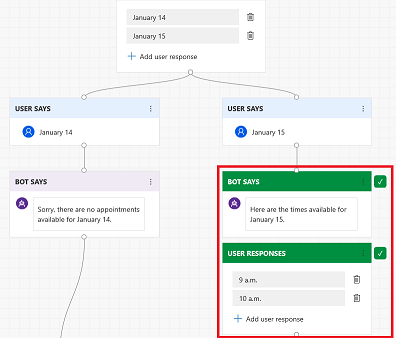 January 14
January 15
Add user response
USER SAYS
January 14
USER SAYS
January 15
BOT SAYS
Sorry, there are no appointments
available for January 14.
BOT SAYS
Here are the times available for
January 15.
USER RESPONSES
9 a.m.
10 a.m.
Add user response